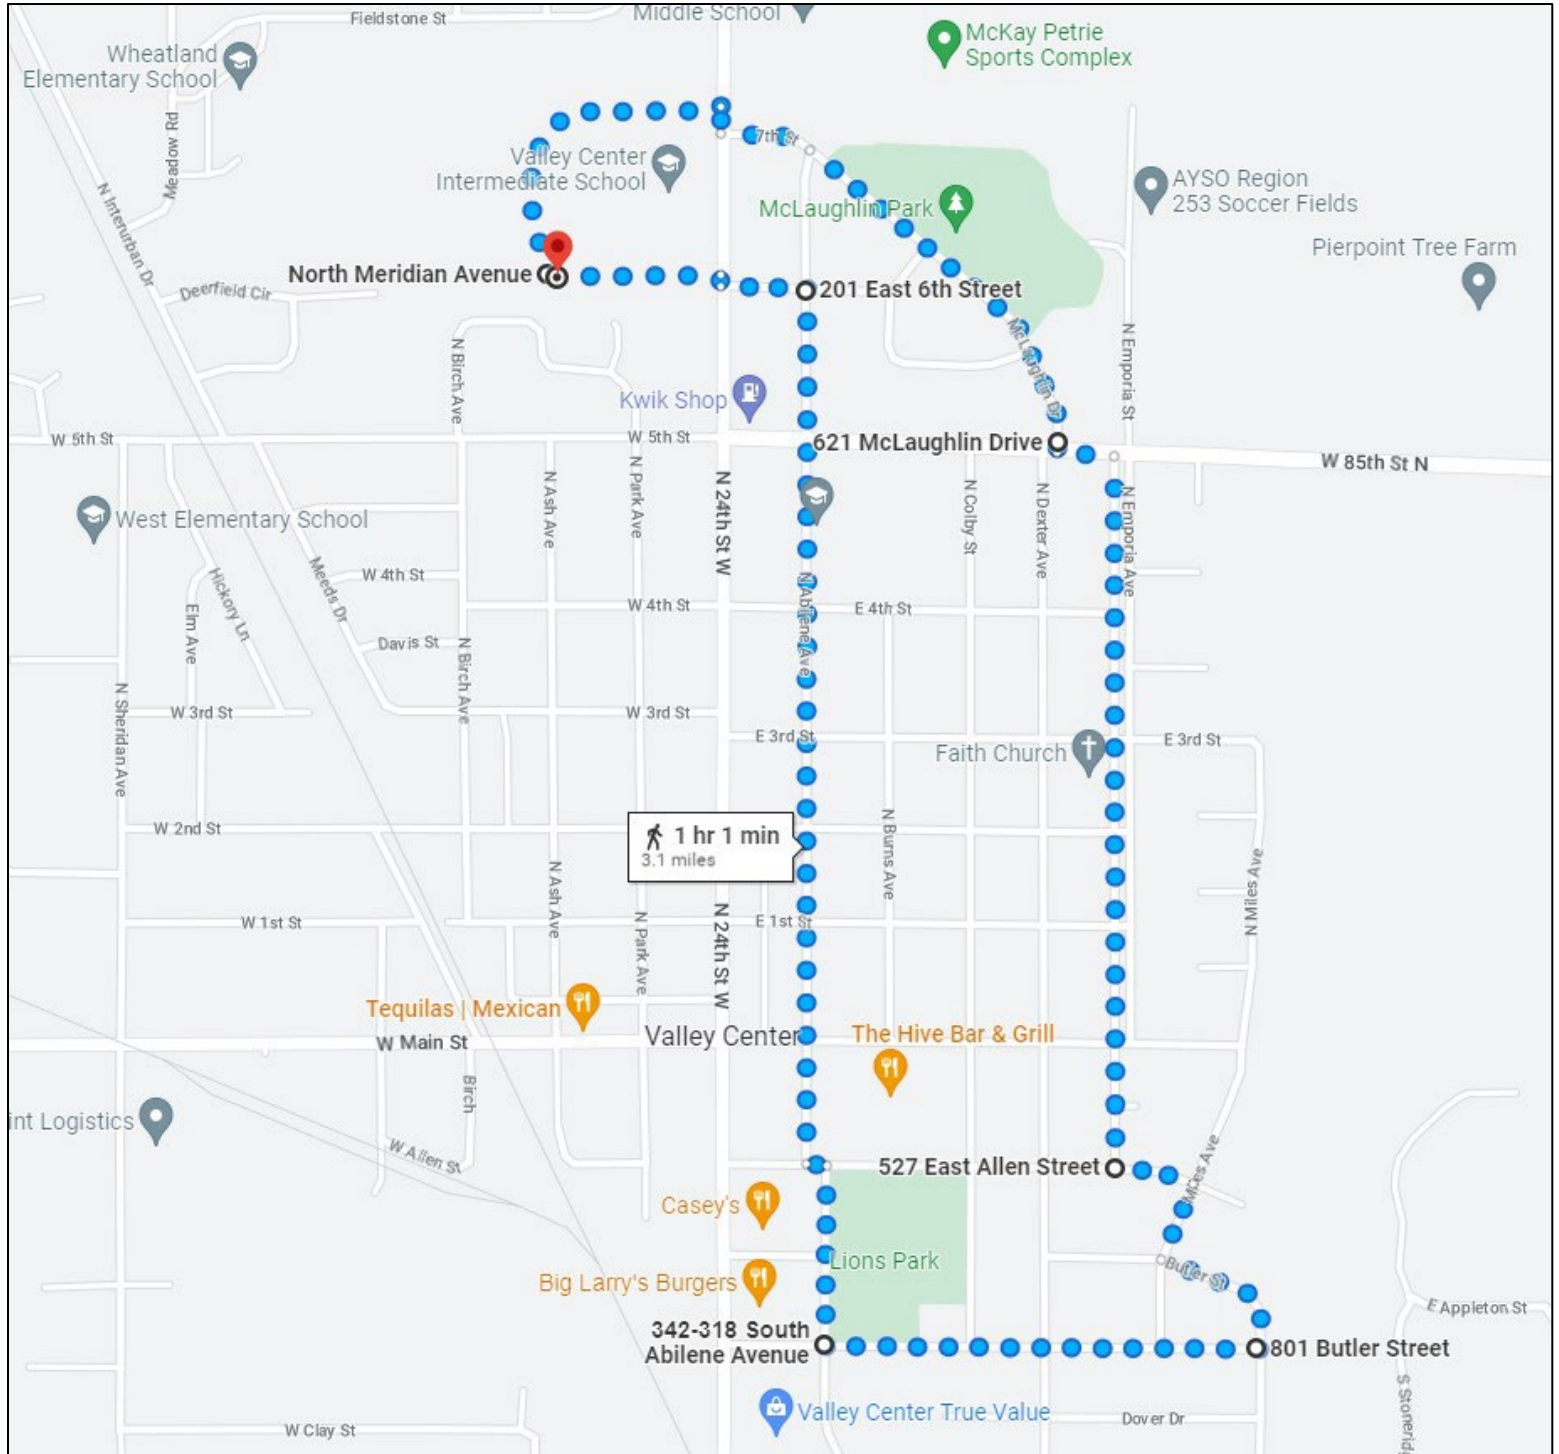 Fieldstone St
Middle School
McKay Petrie
Sports Complex
Wheatland
Elementary School
Meadow Rd
7th St
Valley Center
Intermediate School
AYSO Region
253 Soccer Fields
McLaughlin Park
N Interurban Dr
Pierpoint Tree Farm
North Meridian Avenue
201 East 6th Street
Deerfield Cir
McLaughlin Dr
N Emporia St
N Birch Ave
Kwik Shop
W 5th St
W 5th St
621 McLaughlin Drive
W 85th St N
N Ash Ave
N Park Ave
N 24th St W
N Colby St
N Dexter Ave
N Emporia Ave
West Elementary School
Hickory Ln
Meeds Dr
W 4th St
W 4th St
E 4th St
N Abilene Ave
Elm Ave
Davis St
N Birch Ave
N Sheridan Ave
W 3rd St
W 3rd St
E 3rd St
E 3rd St
Faith Church
W 2nd St
1 hr 1 min
3.1 miles
N Burns Ave
N Miles Ave
N Ash Ave
N Park Ave
N 24th St W
W 1st St
E 1st St
Tequilas | Mexican
W Main St
Valley Center
The Hive Bar & Grill
Birch
int Logistics
W Allen St
527 East Allen Street
Casey's
Lions Park
Butler St
Big Larry's Burgers
E Appleton St
342-318 South
Abilene Avenue
801 Butler Street
Valley Center True Value
Dover Dr
W Clay St